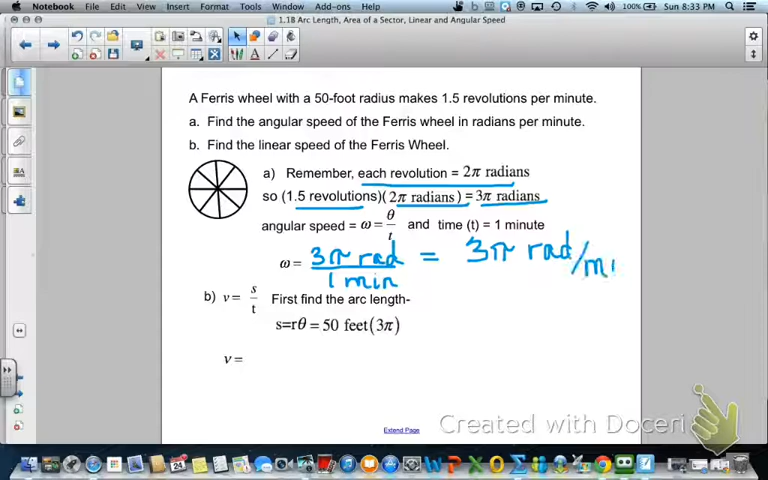 Notebook File Edit View Insert Format Tools Window Add-ons Help 100% Sun 8:33 PM
1.1B Arc Length, Area of a Sector, Linear and Angular Speed
A Ferris wheel with a 50-foot radius makes 1.5 revolutions per minute.
a. Find the angular speed of the Ferris wheel in radians per minute.
b. Find the linear speed of the Ferris Wheel.
a) Remember, each revolution = 2π radians
so (1.5 revolutions)(2π radians) = 3π radians
angular speed = ω = θ/t and time (t) = 1 minute
ω = 3π rad / 1 min = 3π rad/mi
b) v = s/t First find the arc length-
s=rθ = 50 feet(3π)
v =
Extend Page
Created with Doceri